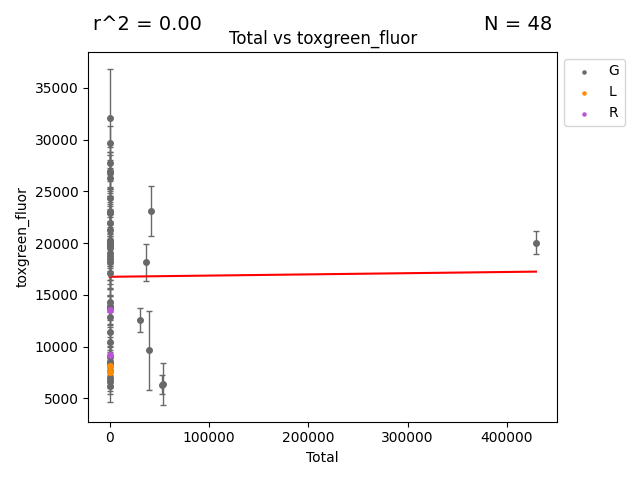 r^2 = 0.00
N = 48
Total vs toxgreen_fluor
35000
30000
25000
20000
15000
10000
5000
toxgreen_fluor
0
100000
200000
300000
400000
Total
G
L
R